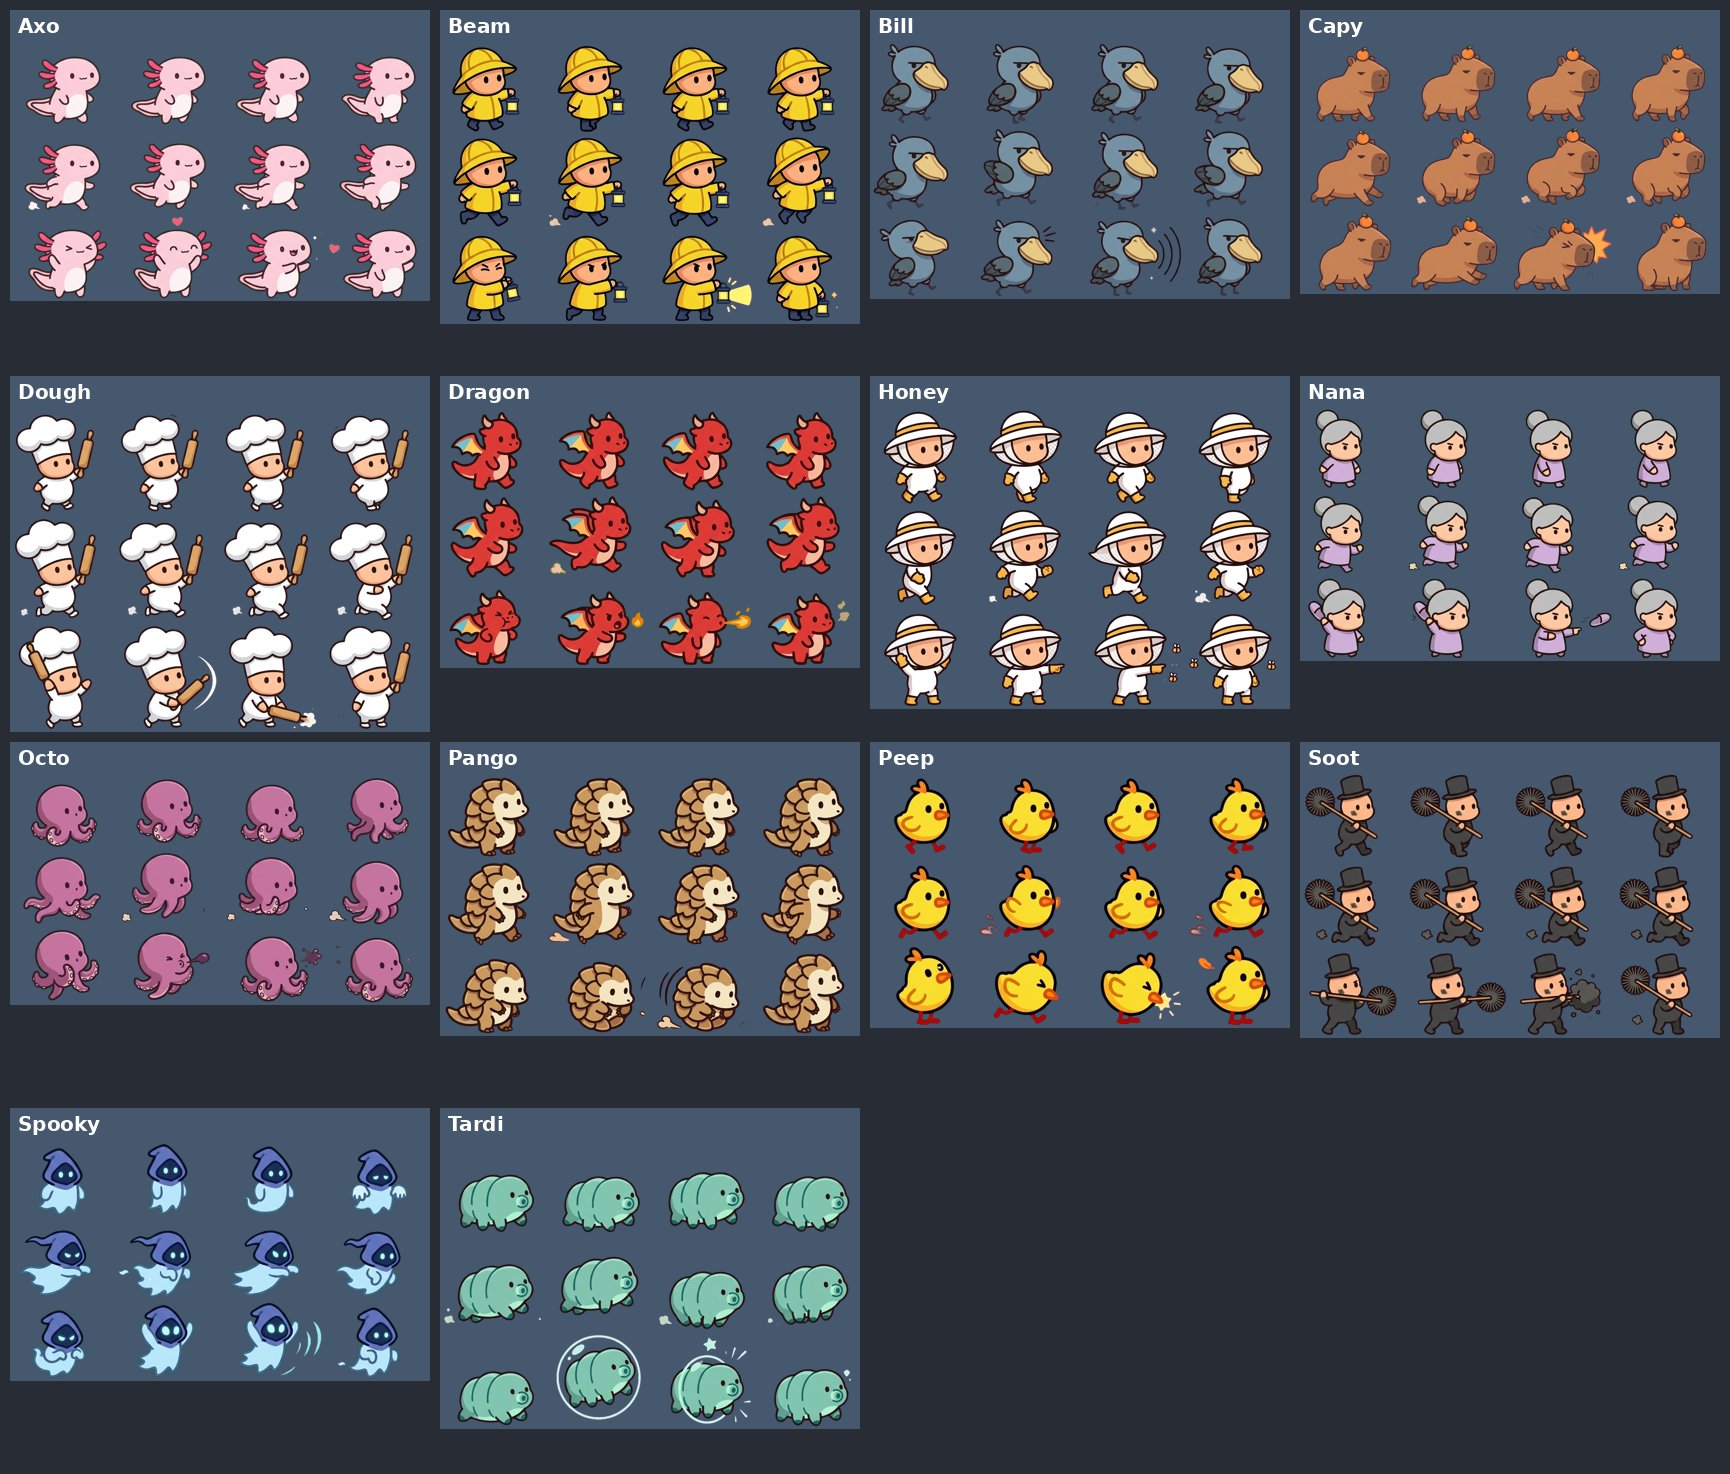 Axo
Beam
Bill
Capy
Dough
Dragon
Honey
Nana
Octo
Pango
Peep
Soot
Spooky
Tardi